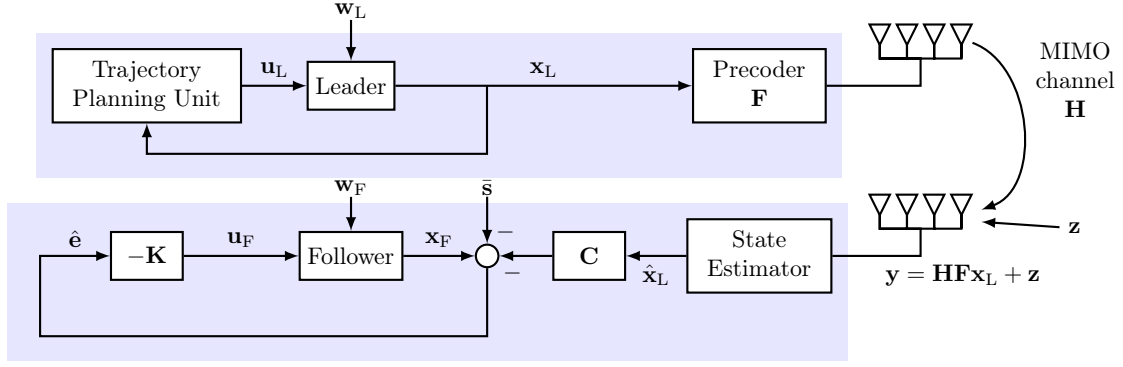 w_L
Trajectory
Planning Unit
u_L
Leader
x_L
Precoder
F
MIMO
channel
H
w_F
s̄
ê
−K
u_F
Follower
x_F
−
−
C
x̂_L
State
Estimator
z
y = HFx_L + z